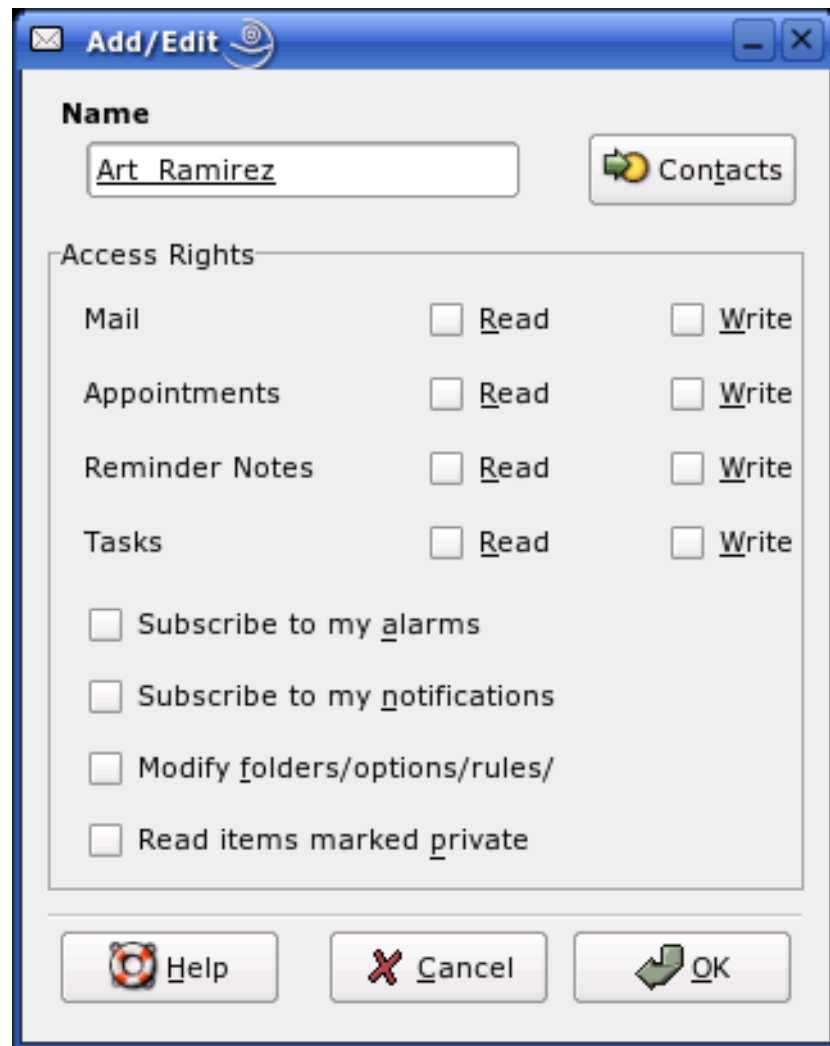 Add/Edit
Name
Art Ramirez
Contacts
Access Rights
Mail Read Write
Appointments Read Write
Reminder Notes Read Write
Tasks Read Write
Subscribe to my alarms
Subscribe to my notifications
Modify folders/options/rules/
Read items marked private
Help Cancel OK